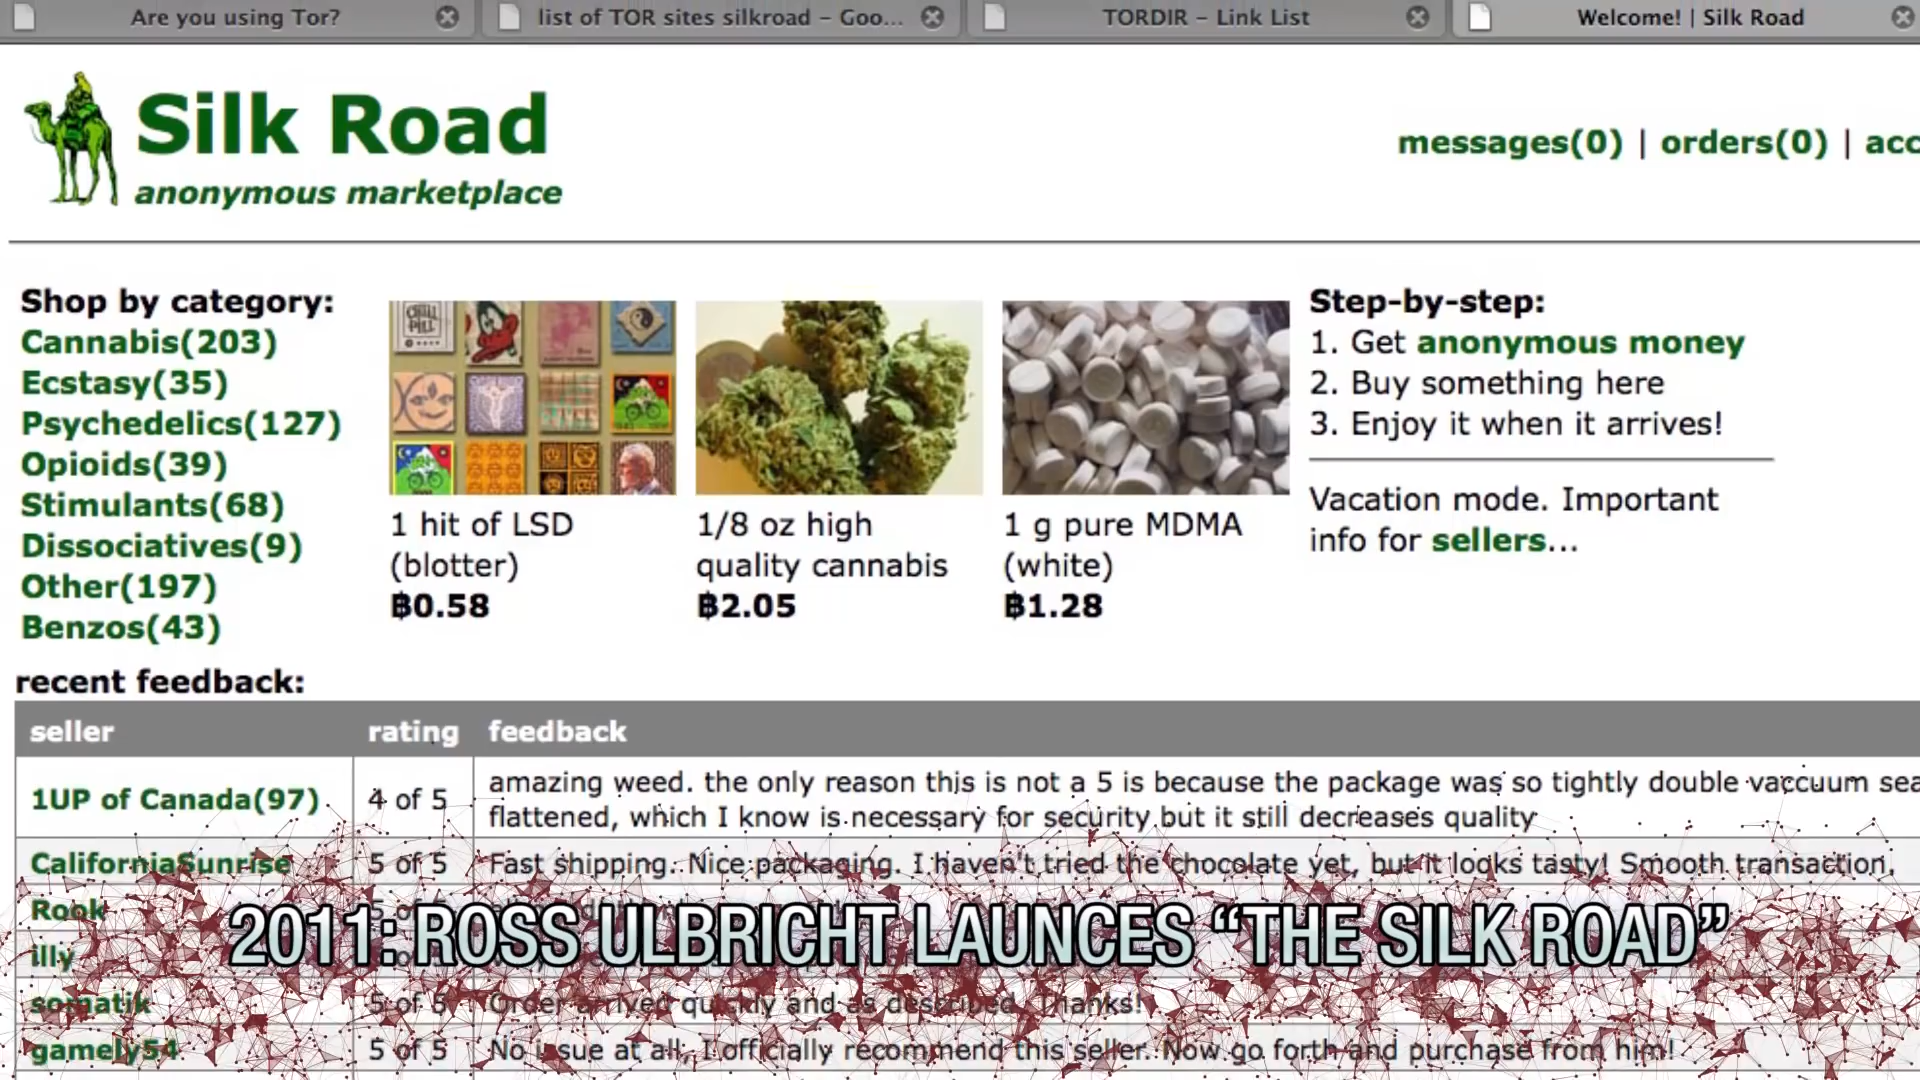 Are you using Tor?
list of TOR sites silkroad – Goo...
TORDIR – Link List
Welcome! | Silk Road
Silk Road
anonymous marketplace
messages(0) | orders(0) | acc
Shop by category:
Cannabis(203)
Ecstasy(35)
Psychedelics(127)
Opioids(39)
Stimulants(68)
Dissociatives(9)
Other(197)
Benzos(43)
CHILL PILL
1 hit of LSD
(blotter)
฿0.58
1/8 oz high
quality cannabis
฿2.05
1 g pure MDMA
(white)
฿1.28
Step-by-step:
1. Get anonymous money
2. Buy something here
3. Enjoy it when it arrives!
Vacation mode. Important
info for sellers...
recent feedback:
seller rating feedback
1UP of Canada(97) 4 of 5 amazing weed. the only reason this is not a 5 is because the package was so tightly double vaccuum sea
flattened, which I know is necessary for security but it still decreases quality
CaliforniaSunrise 5 of 5 Fast shipping. Nice packaging. I haven't tried the chocolate yet, but it looks tasty! Smooth transaction.
Rook
2011: ROSS ULBRICHT LAUNCES “THE SILK ROAD”
illy
somatik 5 of 5 Order arrived quickly and as described. Thanks!
gamely54 5 of 5 No issue at all, I officially recommend this seller. Now go forth and purchase from him!